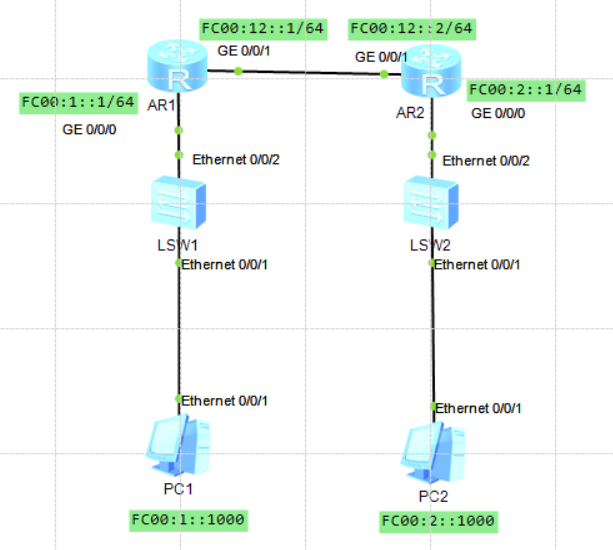 FC00:12::1/64
FC00:12::2/64
GE 0/0/1
GE 0/0/1
R
R
FC00:1::1/64
AR1
AR2
FC00:2::1/64
GE 0/0/0
GE 0/0/0
Ethernet 0/0/2
Ethernet 0/0/2
LSW1
LSW2
Ethernet 0/0/1
Ethernet 0/0/1
Ethernet 0/0/1
Ethernet 0/0/1
PC1
PC2
FC00:1::1000
FC00:2::1000